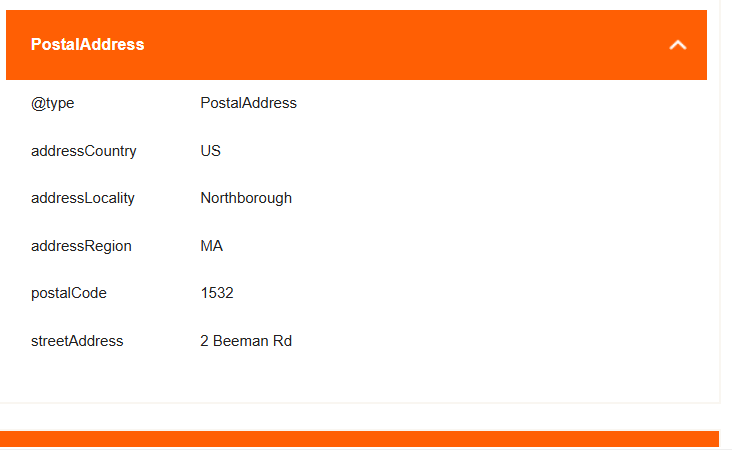 PostalAddress
@type PostalAddress
addressCountry US
addressLocality Northborough
addressRegion MA
postalCode 1532
streetAddress 2 Beeman Rd